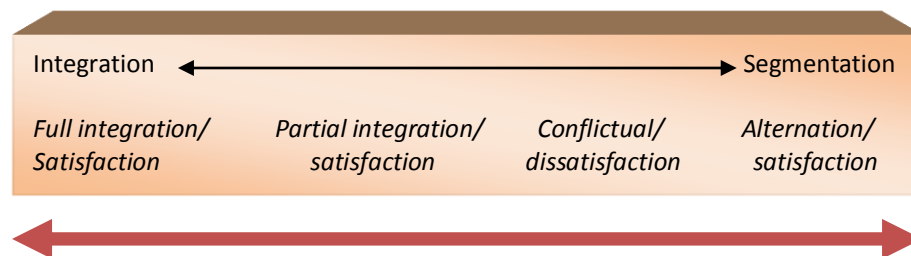 Integration Segmentation
Full integration/ Partial integration/ Conflictual/ Alternation/
Satisfaction satisfaction dissatisfaction satisfaction